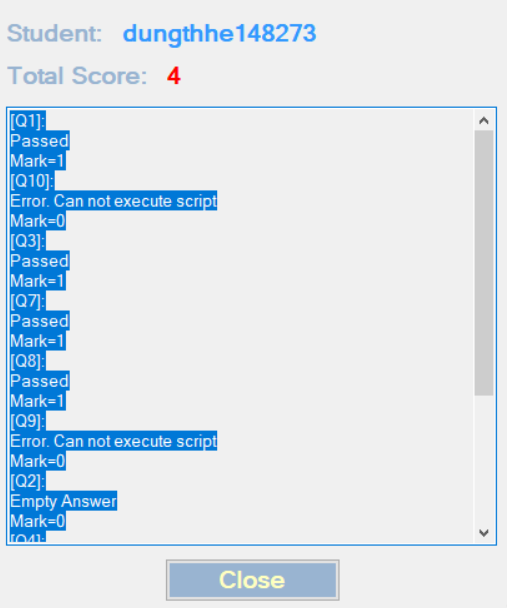 Student: dungthhe148273
Total Score: 4
[Q1]:
Passed
Mark=1
[Q10]:
Error. Can not execute script
Mark=0
[Q3]:
Passed
Mark=1
[Q7]:
Passed
Mark=1
[Q8]:
Passed
Mark=1
[Q9]:
Error. Can not execute script
Mark=0
[Q2]:
Empty Answer
Mark=0
[Q4]:
Close